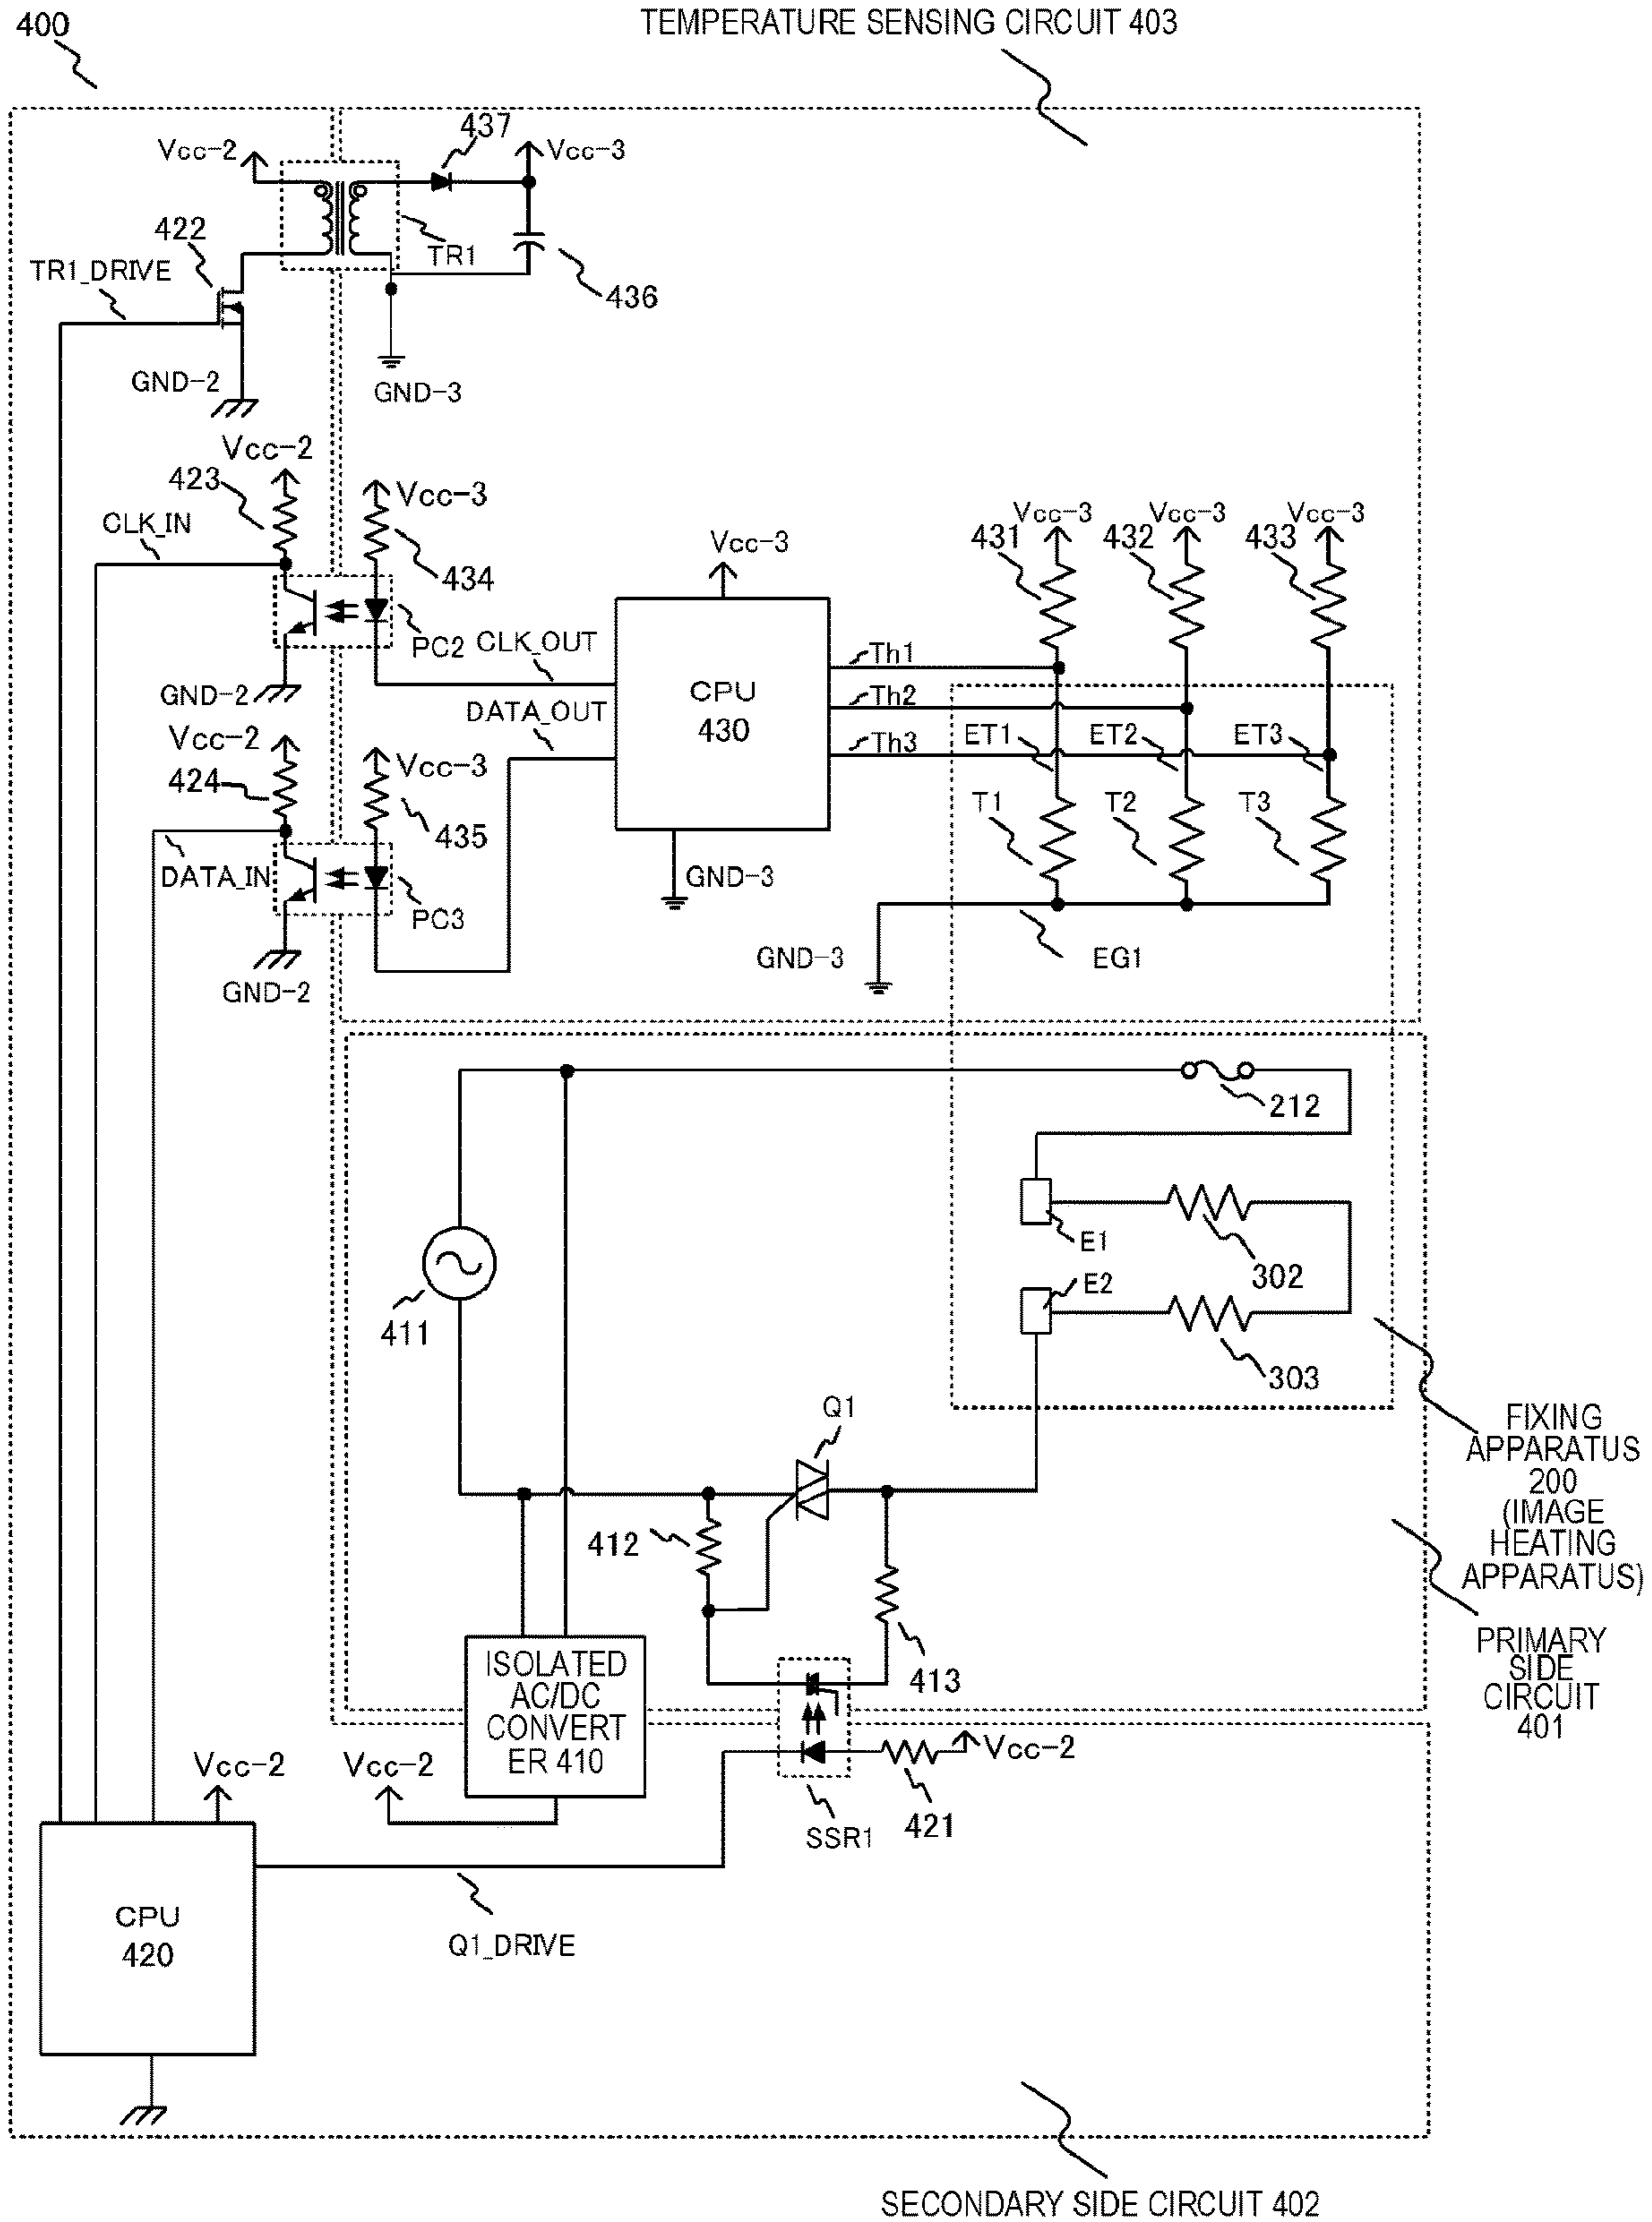 400
TEMPERATURE SENSING CIRCUIT 403
437
Vcc-2
Vcc-3
422
TR1
TR1_DRIVE
436
GND-2
GND-3
Vcc-2
423
Vcc-3
CLK_IN
434
PC2
CLK_OUT
GND-2
DATA_OUT
Vcc-2
424
Vcc-3
435
DATA_IN
PC3
GND-2
Vcc-3
CPU
430
GND-3
Vcc-3
Vcc-3
Vcc-3
431
432
433
Th1
Th2
Th3
ET1
ET2
ET3
T1
T2
T3
GND-3
EG1
212
E1
302
E2
303
411
Q1
412
413
FIXING
APPARATUS
200
(IMAGE
HEATING
APPARATUS)
PRIMARY
SIDE
CIRCUIT
401
ISOLATED
AC/DC
CONVERT
ER 410
Vcc-2
Vcc-2
Vcc-2
SSR1
421
CPU
420
Q1_DRIVE
SECONDARY SIDE CIRCUIT 402